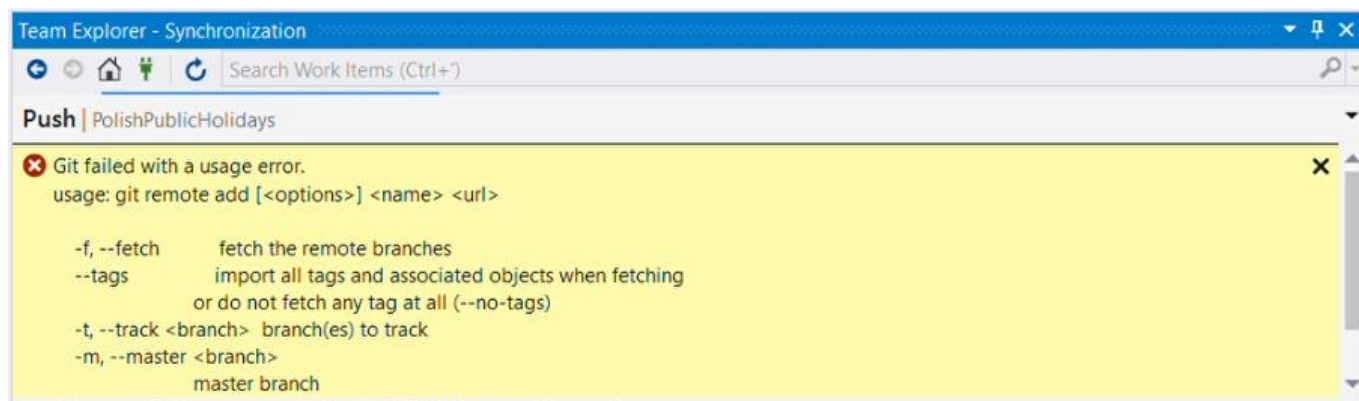 Team Explorer - Synchronization
Search Work Items (Ctrl+')
Push | PolishPublicHolidays
Git failed with a usage error.
usage: git remote add [<options>] <name> <url>
-f, --fetch fetch the remote branches
--tags import all tags and associated objects when fetching
or do not fetch any tag at all (--no-tags)
-t, --track <branch> branch(es) to track
-m, --master <branch>
master branch